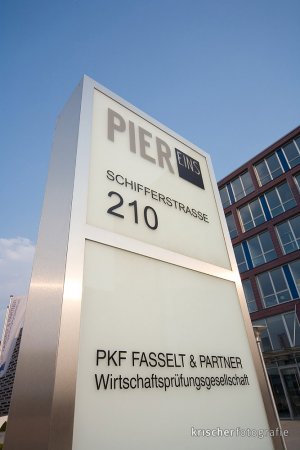 PIER EINS
SCHIFFERSTRASSE
210
PKF FASSELT & PARTNER
Wirtschaftsprüfungsgesellschaft
krischerfotografie